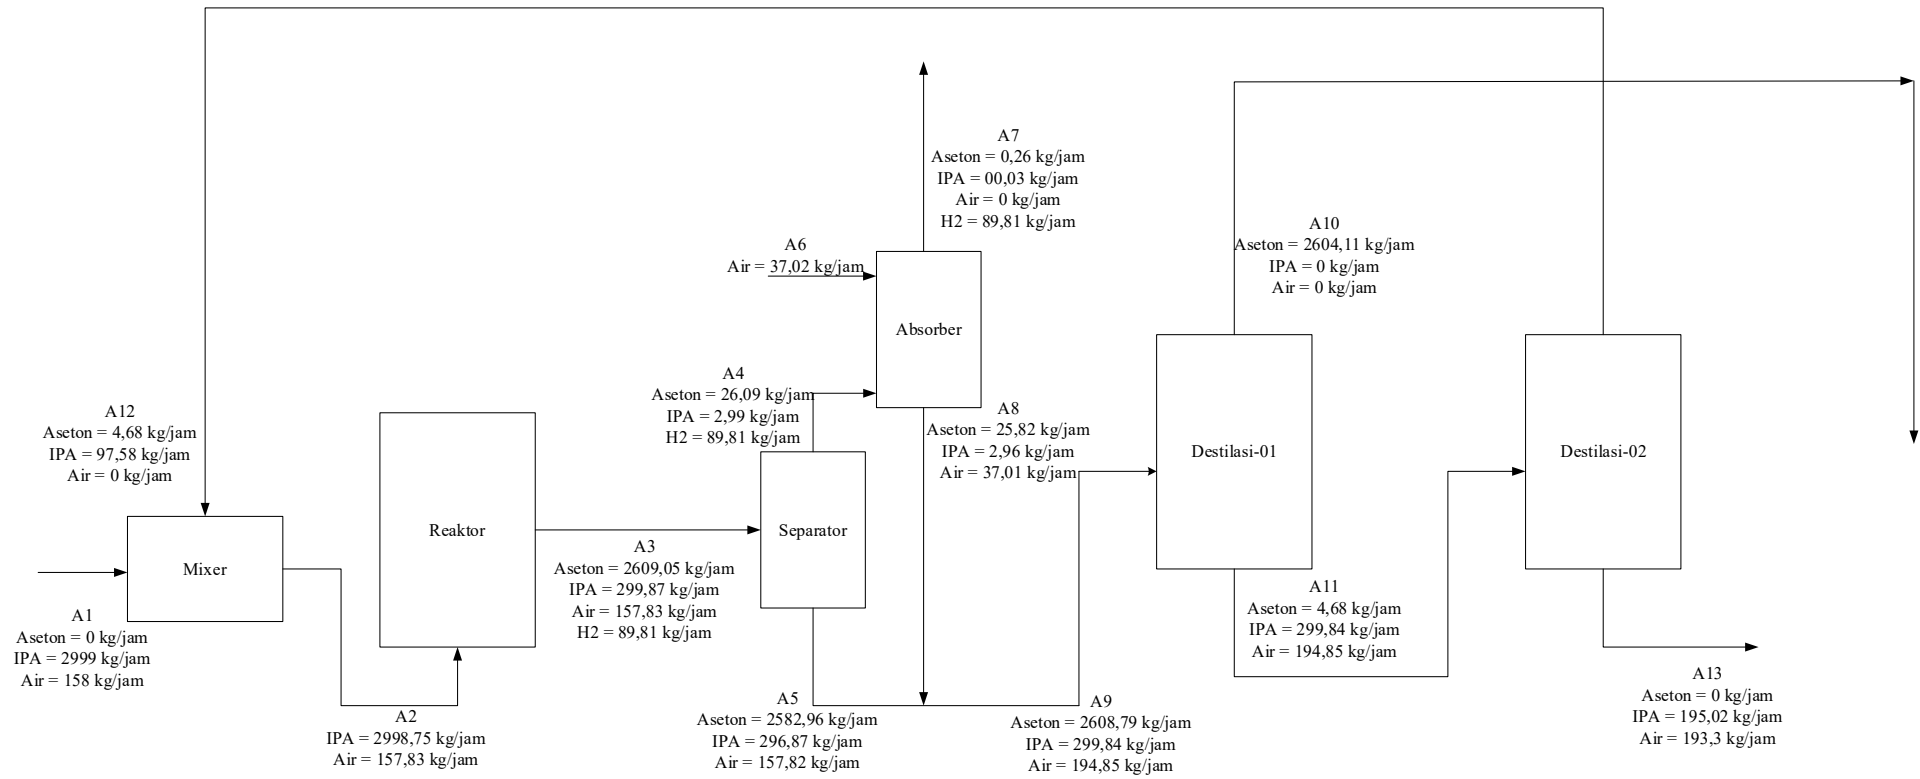 A7
Aseton = 0,26 kg/jam
IPA = 00,03 kg/jam
Air = 0 kg/jam
H2 = 89,81 kg/jam
A6
Air = 37,02 kg/jam
Absorber
A10
Aseton = 2604,11 kg/jam
IPA = 0 kg/jam
Air = 0 kg/jam
A4
Aseton = 26,09 kg/jam
IPA = 2,99 kg/jam
H2 = 89,81 kg/jam
A12
Aseton = 4,68 kg/jam
IPA = 97,58 kg/jam
Air = 0 kg/jam
A8
Aseton = 25,82 kg/jam
IPA = 2,96 kg/jam
Air = 37,01 kg/jam
Destilasi-01
Destilasi-02
Mixer
Reaktor
Separator
A3
Aseton = 2609,05 kg/jam
IPA = 299,87 kg/jam
Air = 157,83 kg/jam
H2 = 89,81 kg/jam
A1
Aseton = 0 kg/jam
IPA = 2999 kg/jam
Air = 158 kg/jam
A11
Aseton = 4,68 kg/jam
IPA = 299,84 kg/jam
Air = 194,85 kg/jam
A2
IPA = 2998,75 kg/jam
Air = 157,83 kg/jam
A5
Aseton = 2582,96 kg/jam
IPA = 296,87 kg/jam
Air = 157,82 kg/jam
A9
Aseton = 2608,79 kg/jam
IPA = 299,84 kg/jam
Air = 194,85 kg/jam
A13
Aseton = 0 kg/jam
IPA = 195,02 kg/jam
Air = 193,3 kg/jam